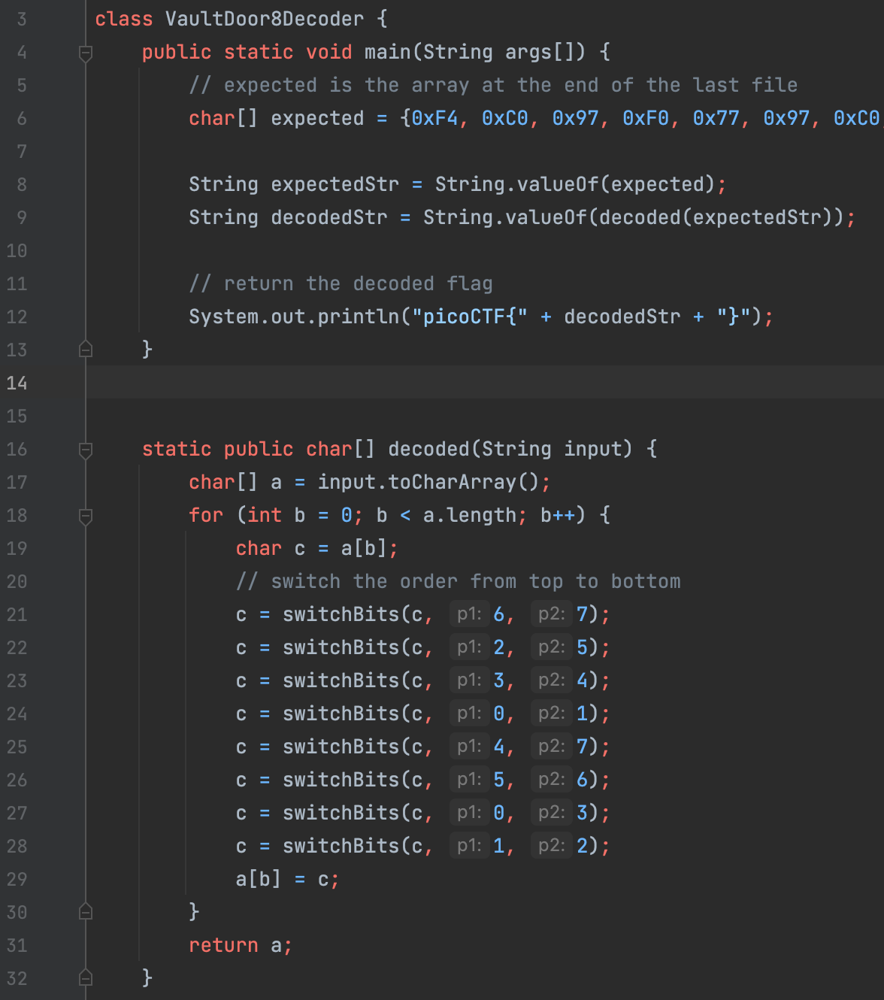 3 class VaultDoor8Decoder {
4 public static void main(String args[]) {
5 // expected is the array at the end of the last file
6 char[] expected = {0xF4, 0xC0, 0x97, 0xF0, 0x77, 0x97, 0xC0,
7
8 String expectedStr = String.valueOf(expected);
9 String decodedStr = String.valueOf(decoded(expectedStr));
10
11 // return the decoded flag
12 System.out.println("picoCTF{" + decodedStr + "}");
13 }
14
15
16 static public char[] decoded(String input) {
17 char[] a = input.toCharArray();
18 for (int b = 0; b < a.length; b++) {
19 char c = a[b];
20 // switch the order from top to bottom
21 c = switchBits(c, p1: 6, p2: 7);
22 c = switchBits(c, p1: 2, p2: 5);
23 c = switchBits(c, p1: 3, p2: 4);
24 c = switchBits(c, p1: 0, p2: 1);
25 c = switchBits(c, p1: 4, p2: 7);
26 c = switchBits(c, p1: 5, p2: 6);
27 c = switchBits(c, p1: 0, p2: 3);
28 c = switchBits(c, p1: 1, p2: 2);
29 a[b] = c;
30 }
31 return a;
32 }